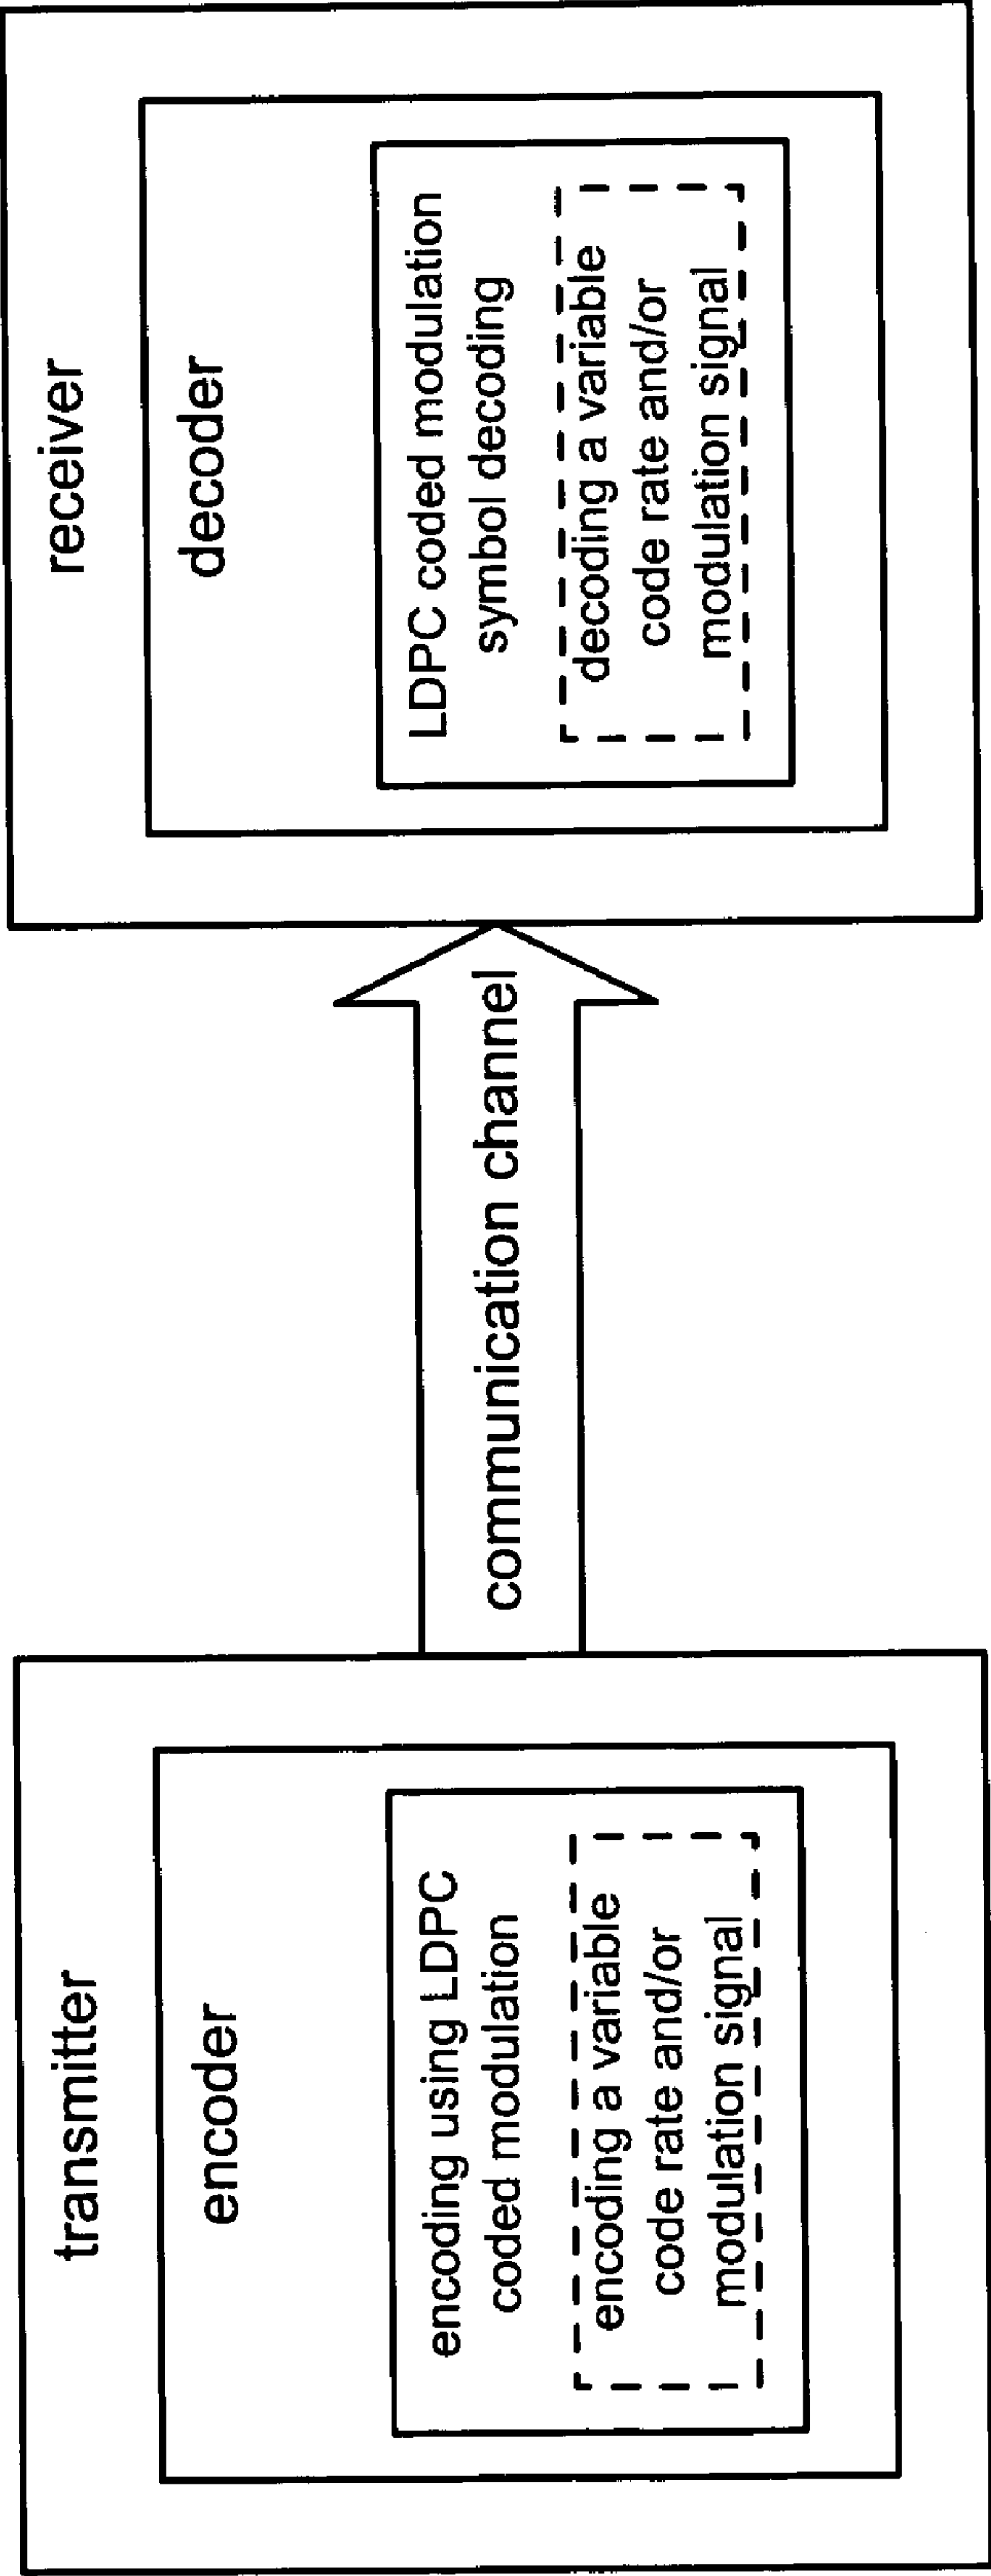 transmitter
encoder
encoding using LDPC
coded modulation
encoding a variable
code rate and/or
modulation signal
communication channel
receiver
decoder
LDPC coded modulation
symbol decoding
decoding a variable
code rate and/or
modulation signal